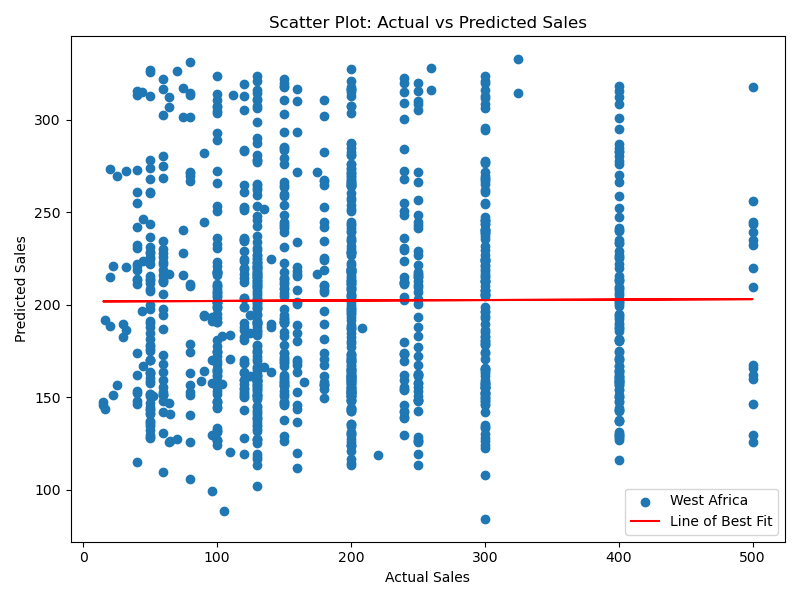 Scatter Plot: Actual vs Predicted Sales
Predicted Sales
300
250
200
150
100
0
100
200
300
400
500
Actual Sales
West Africa
Line of Best Fit